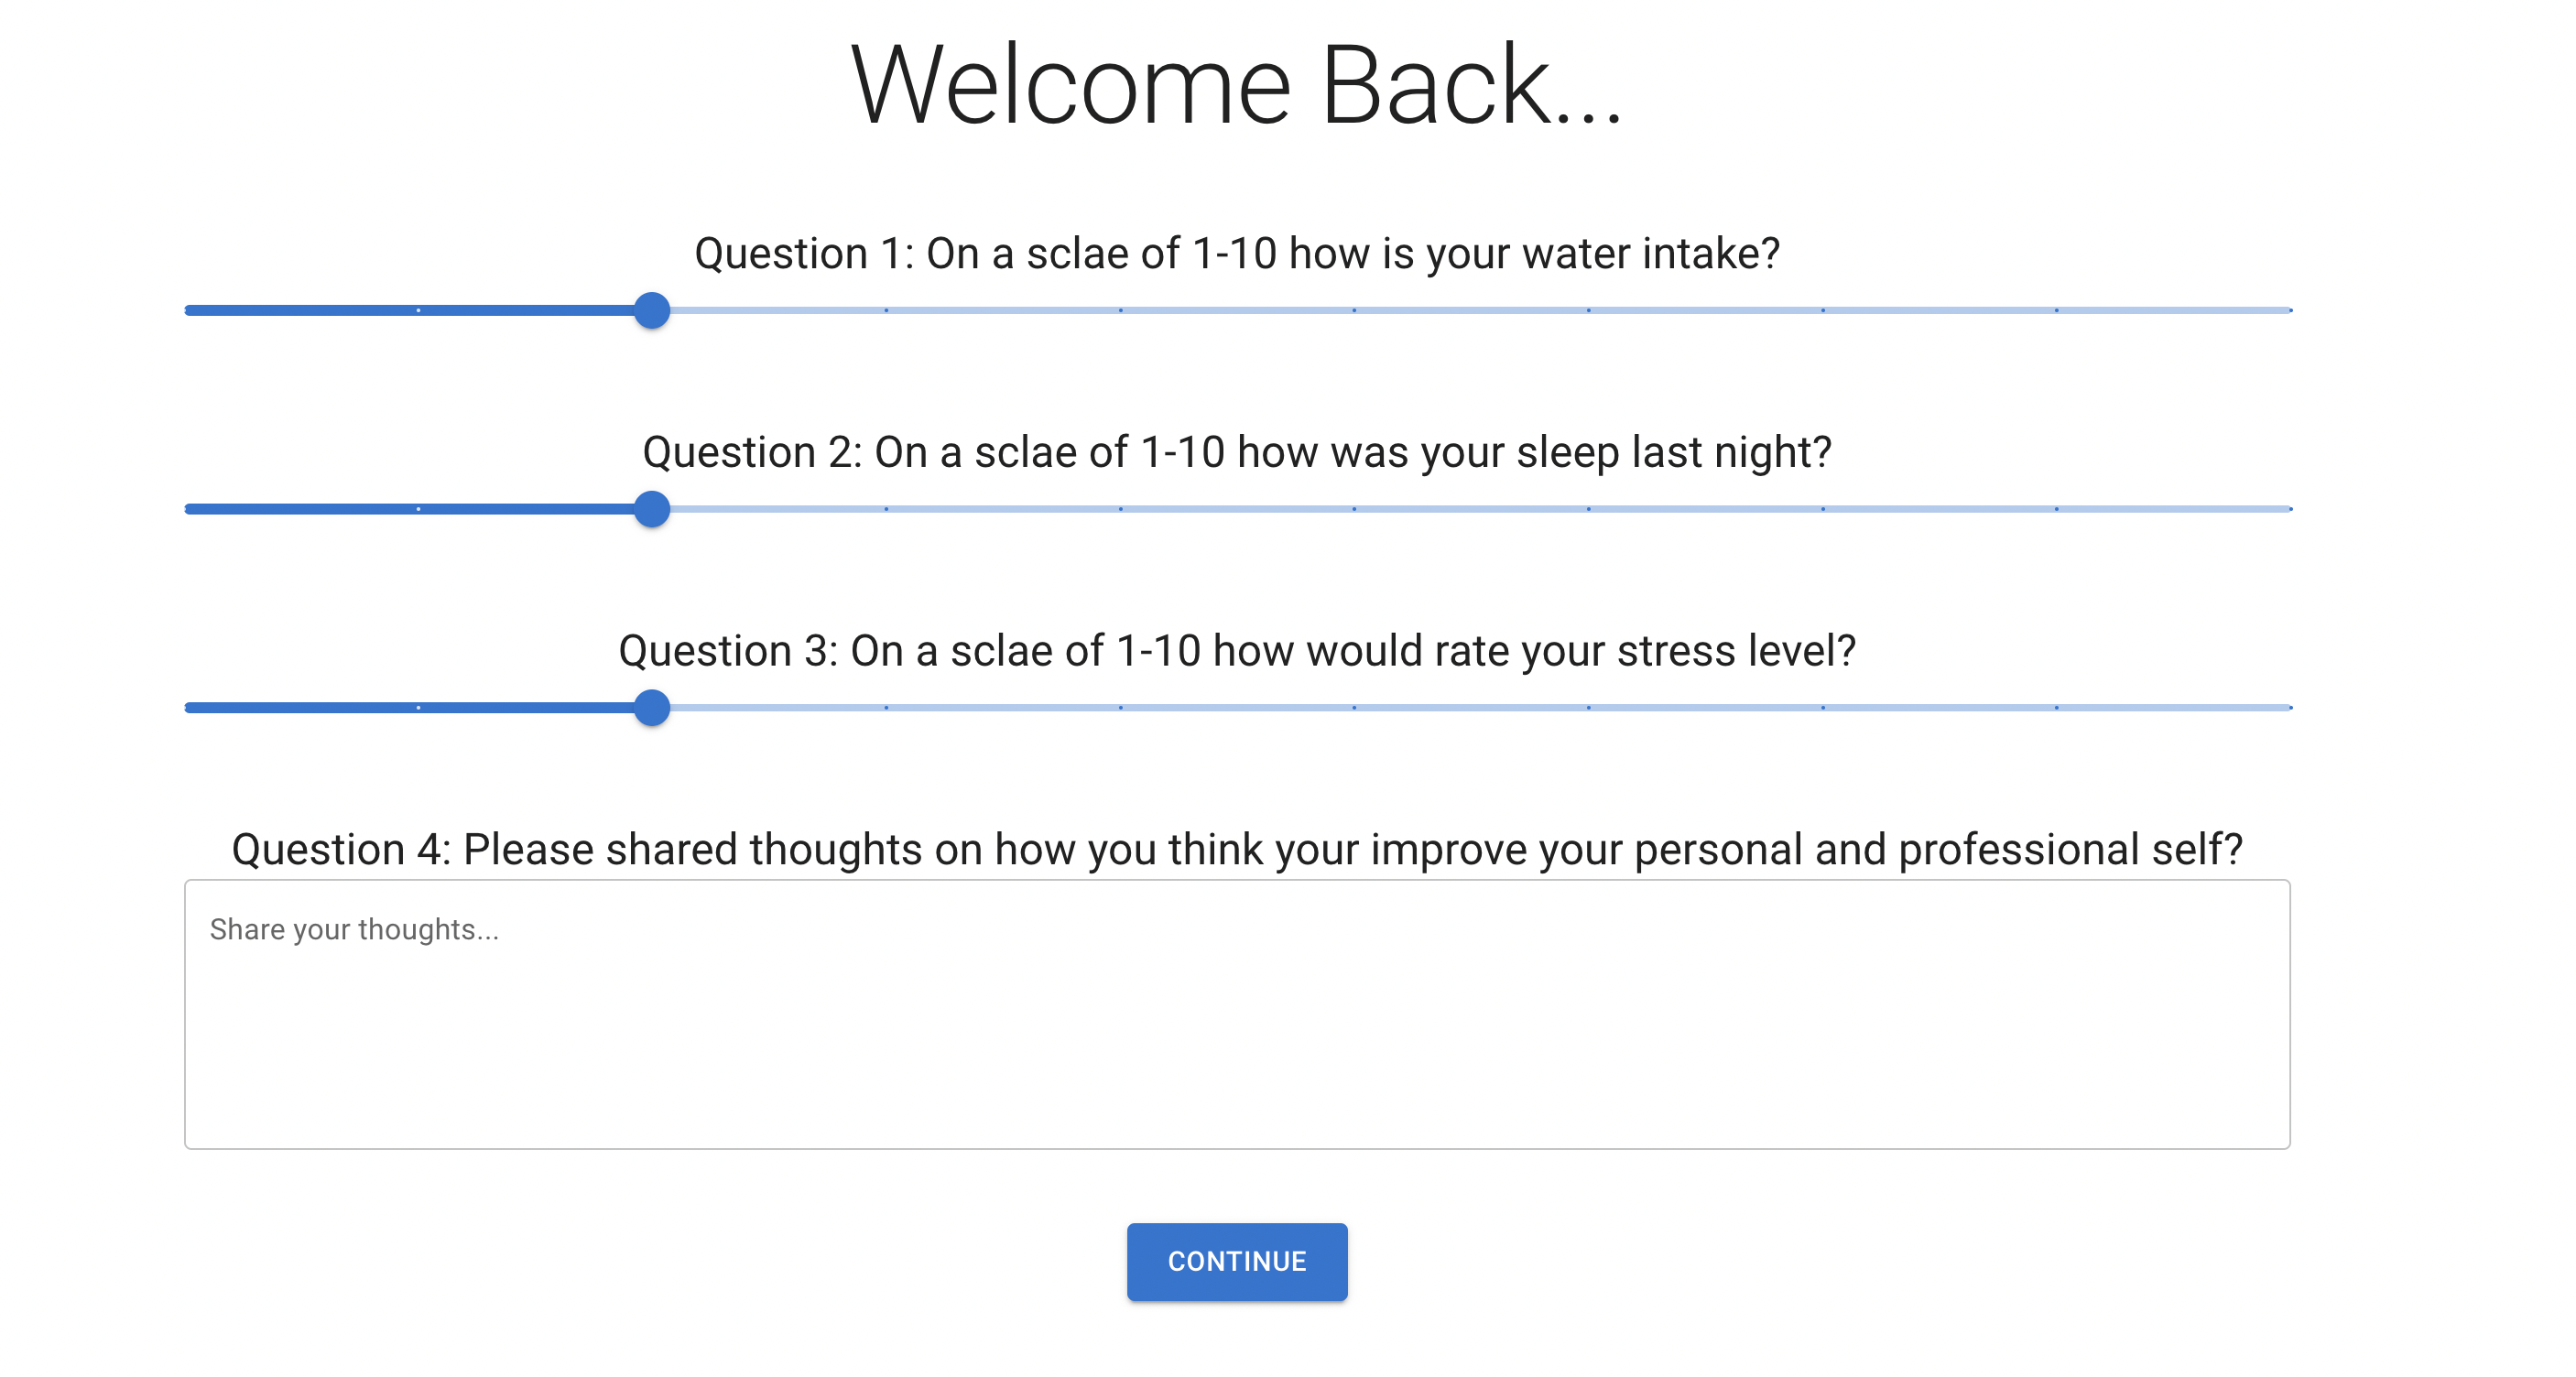 Welcome Back...
Question 1: On a sclae of 1-10 how is your water intake?
Question 2: On a sclae of 1-10 how was your sleep last night?
Question 3: On a sclae of 1-10 how would rate your stress level?
Question 4: Please shared thoughts on how you think your improve your personal and professional self?
Share your thoughts...
CONTINUE